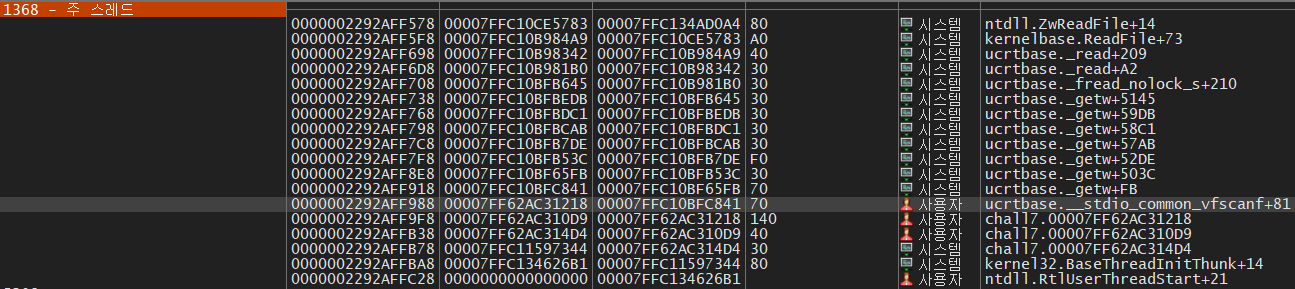 1368 - 주 스레드
0000002292AFF578 00007FFC10CE5783 00007FFC134AD0A4 80 시스템 ntdll.ZwReadFile+14
0000002292AFF5F8 00007FFC10B984A9 00007FFC10CE5783 A0 시스템 kernelbase.ReadFile+73
0000002292AFF698 00007FFC10B98342 00007FFC10B984A9 40 시스템 ucrtbase._read+209
0000002292AFF6D8 00007FFC10B981B0 00007FFC10B98342 30 시스템 ucrtbase._read+A2
0000002292AFF708 00007FFC10BFB645 00007FFC10B981B0 30 시스템 ucrtbase._fread_nolock_s+210
0000002292AFF738 00007FFC10BFBEDB 00007FFC10BFB645 30 시스템 ucrtbase._getw+5145
0000002292AFF768 00007FFC10BFBDC1 00007FFC10BFBEDB 30 시스템 ucrtbase._getw+59DB
0000002292AFF798 00007FFC10BFBCAB 00007FFC10BFBDC1 30 시스템 ucrtbase._getw+58C1
0000002292AFF7C8 00007FFC10BFB7DE 00007FFC10BFBCAB 30 시스템 ucrtbase._getw+57AB
0000002292AFF7F8 00007FFC10BFB53C 00007FFC10BFB7DE F0 시스템 ucrtbase._getw+52DE
0000002292AFF8E8 00007FFC10BF65FB 00007FFC10BFB53C 30 시스템 ucrtbase._getw+503C
0000002292AFF918 00007FFC10BFC841 00007FFC10BF65FB 70 시스템 ucrtbase._getw+FB
0000002292AFF988 00007FF62AC31218 00007FFC10BFC841 70 사용자 ucrtbase.__stdio_common_vfscanf+81
0000002292AFF9F8 00007FF62AC310D9 00007FF62AC31218 140 사용자 chall7.00007FF62AC31218
0000002292AFFB38 00007FF62AC314D4 00007FF62AC310D9 40 사용자 chall7.00007FF62AC310D9
0000002292AFFB78 00007FFC11597344 00007FF62AC314D4 30 시스템 chall7.00007FF62AC314D4
0000002292AFFBA8 00007FFC134626B1 00007FFC11597344 80 시스템 kernel32.BaseThreadInitThunk+14
0000002292AFFC28 0000000000000000 00007FFC134626B1 사용자 ntdll.RtlUserThreadStart+21